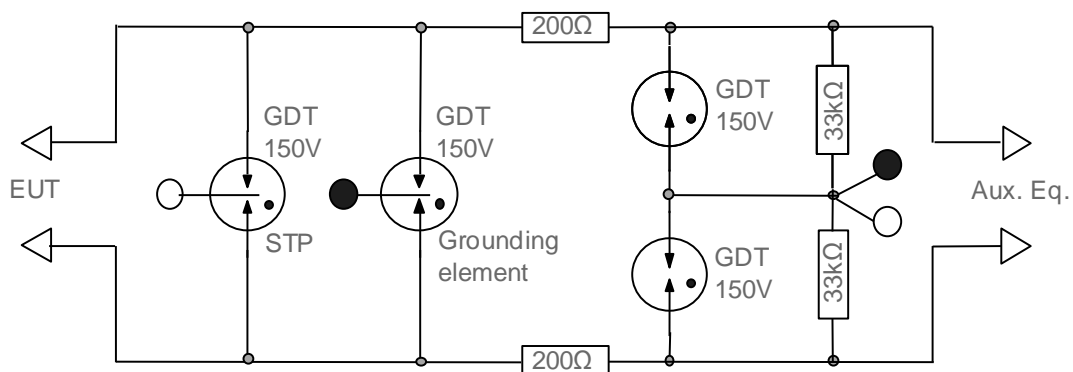 200Ω
GDT
150V
GDT
150V
GDT
150V
33kΩ
EUT
Aux. Eq.
STP
Grounding
element
GDT
150V
33kΩ
200Ω